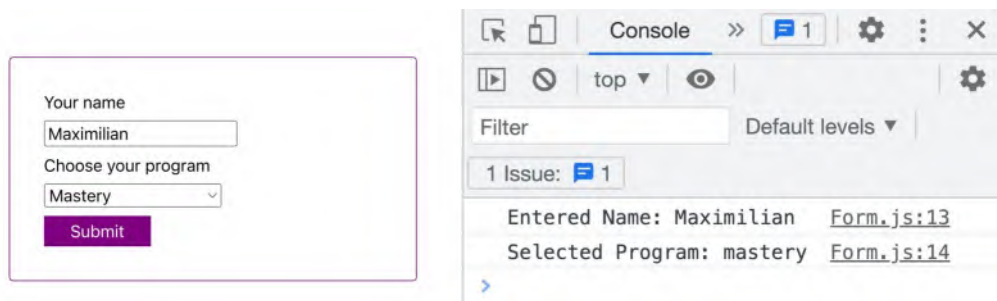 Your name
Maximilian
Choose your program
Mastery
Submit
Console » 1
top ▼
Filter Default levels ▼
1 Issue: 1
Entered Name: Maximilian Form.js:13
Selected Program: mastery Form.js:14
>